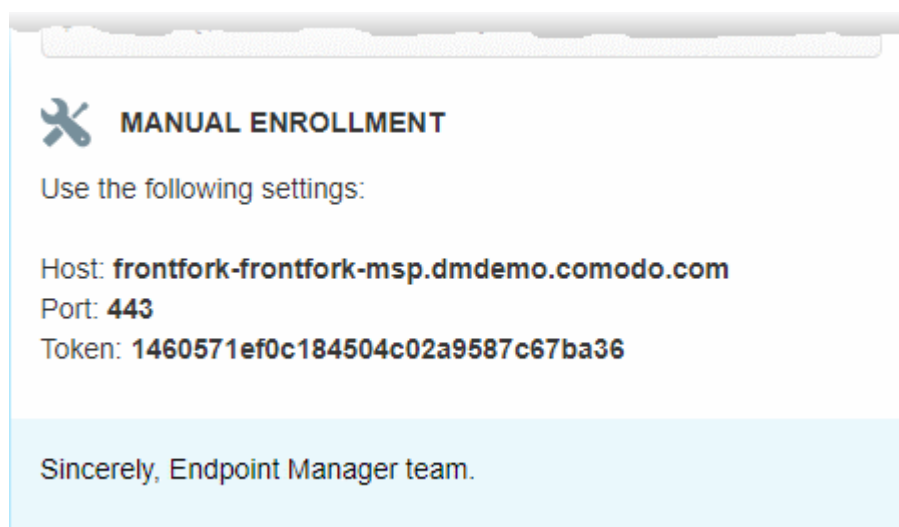 MANUAL ENROLLMENT
Use the following settings:
Host: frontfork-frontfork-msp.dmdemo.comodo.com
Port: 443
Token: 1460571ef0c184504c02a9587c67ba36
Sincerely, Endpoint Manager team.